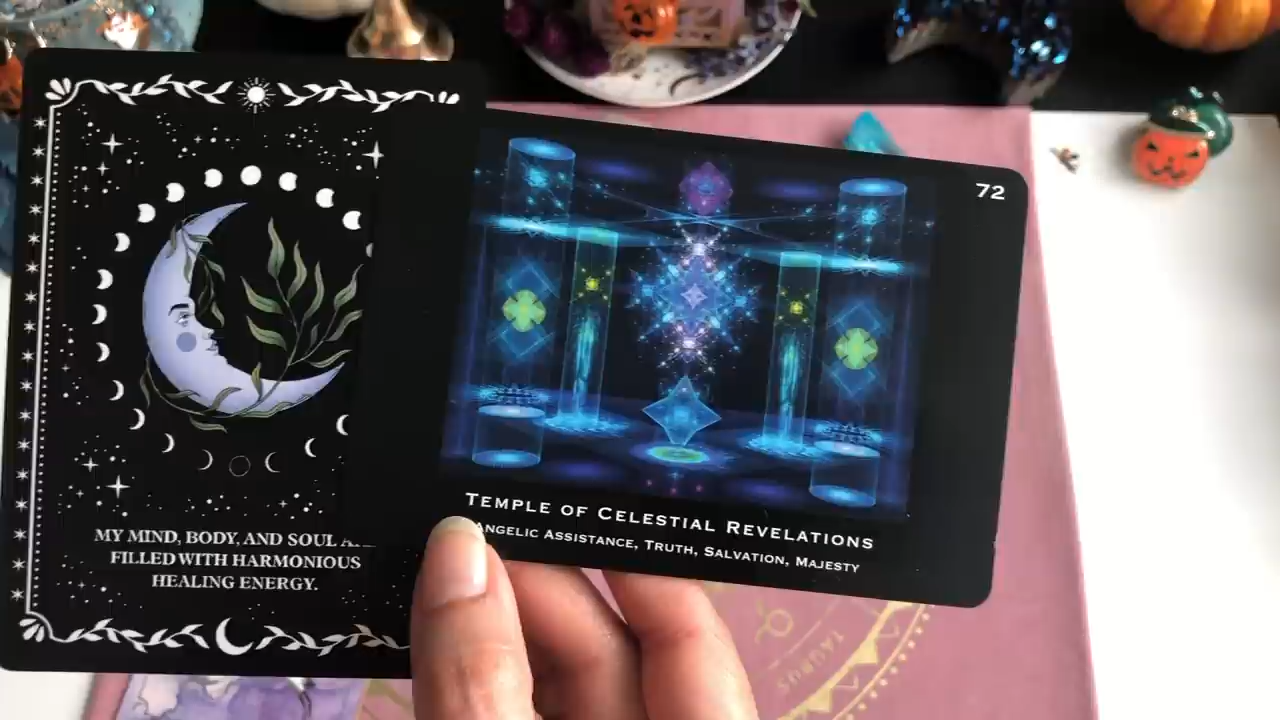 MY MIND, BODY, AND SOUL
FILLED WITH HARMONIOUS
HEALING ENERGY.
72
TEMPLE OF CELESTIAL REVELATIONS
ANGELIC ASSISTANCE, TRUTH, SALVATION, MAJESTY
TAURUS